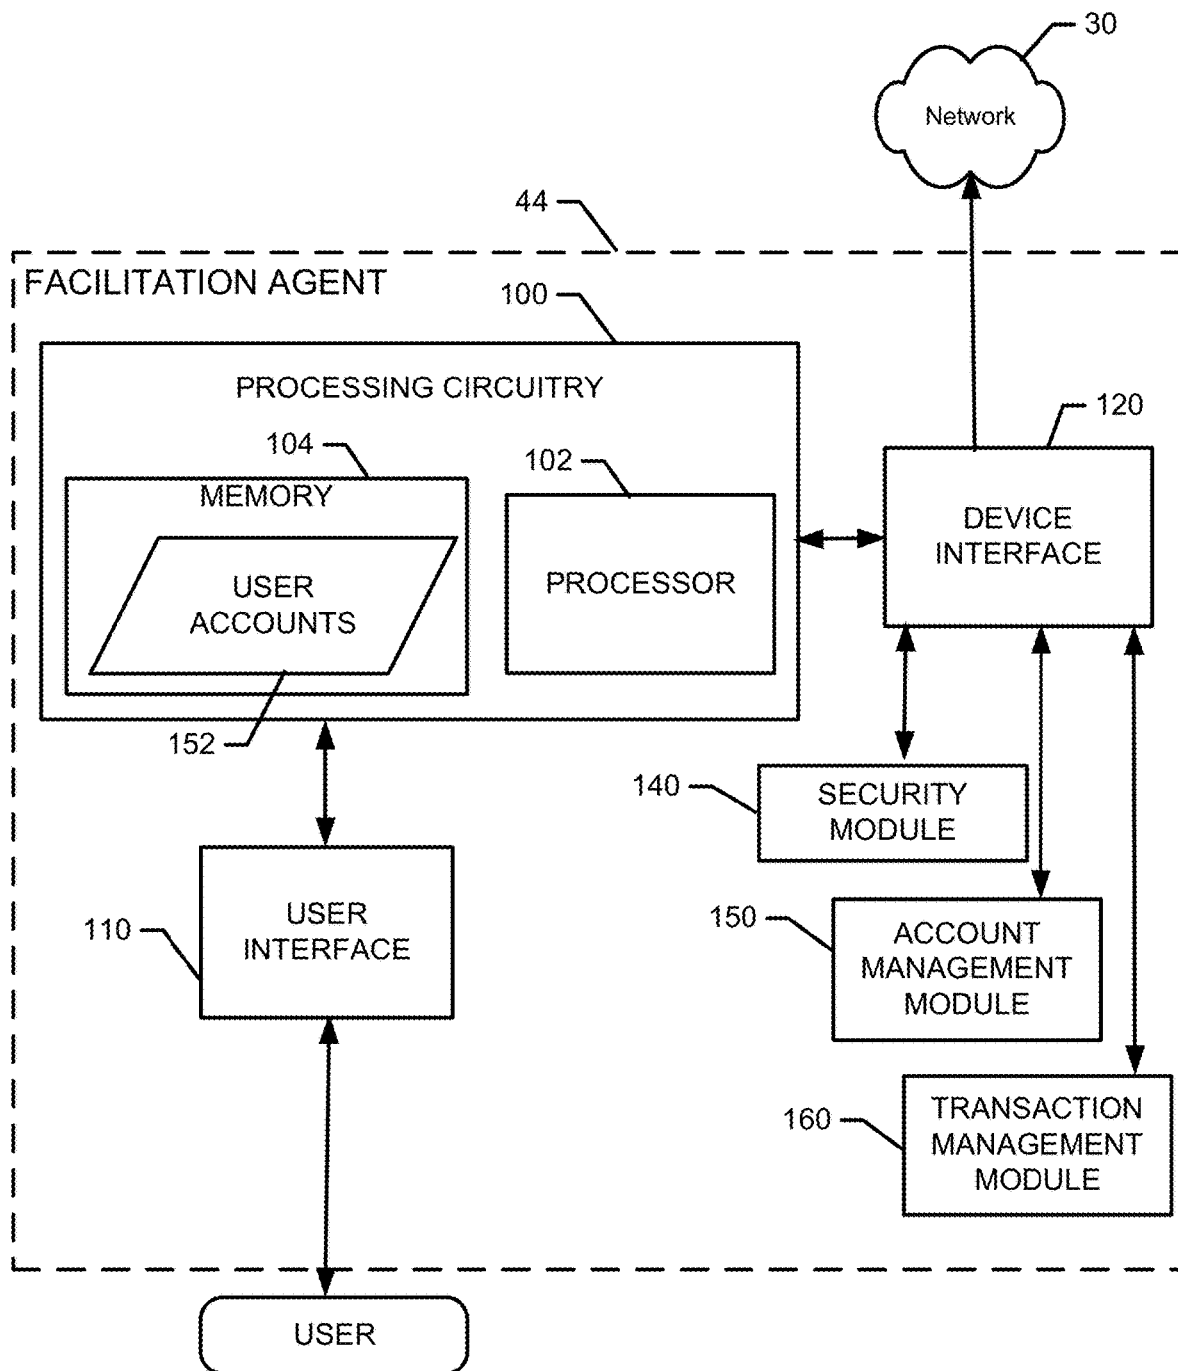 30
Network
44
FACILITATION AGENT
100
PROCESSING CIRCUITRY
120
104
102
MEMORY
DEVICE
INTERFACE
USER
ACCOUNTS
PROCESSOR
152
140
SECURITY
MODULE
110
USER
INTERFACE
150
ACCOUNT
MANAGEMENT
MODULE
160
TRANSACTION
MANAGEMENT
MODULE
USER